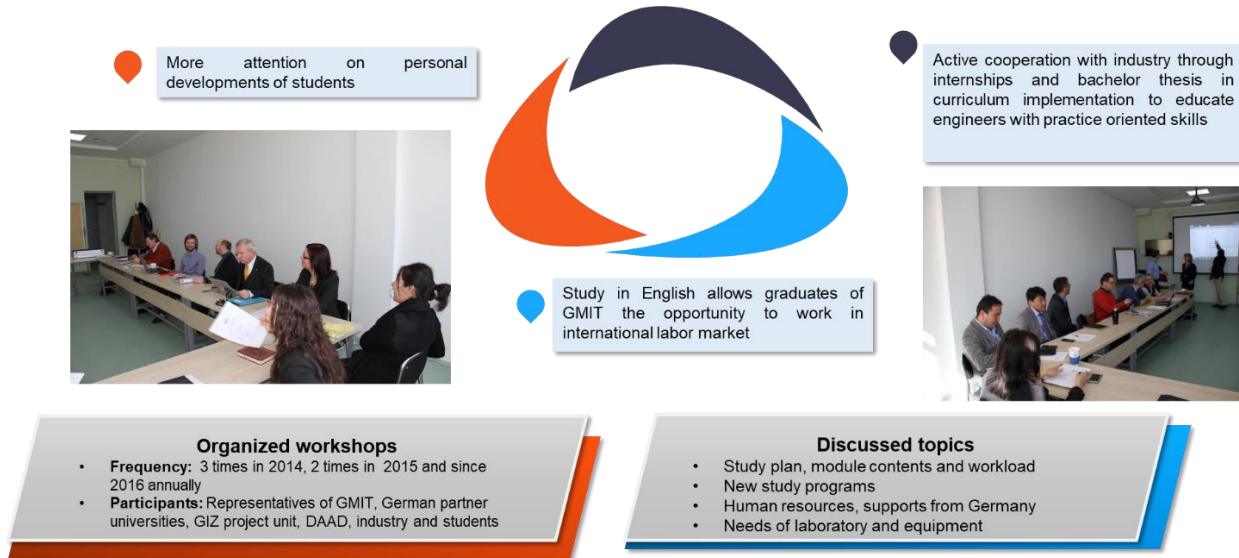 More attention on personal
developments of students
Active cooperation with industry through
internships and bachelor thesis in
curriculum implementation to educate
engineers with practice oriented skills
Study in English allows graduates of
GMIT the opportunity to work in
international labor market
Organized workshops
• Frequency: 3 times in 2014, 2 times in 2015 and since
2016 annually
• Participants: Representatives of GMIT, German partner
universities, GIZ project unit, DAAD, industry and students
Discussed topics
• Study plan, module contents and workload
• New study programs
• Human resources, supports from Germany
• Needs of laboratory and equipment